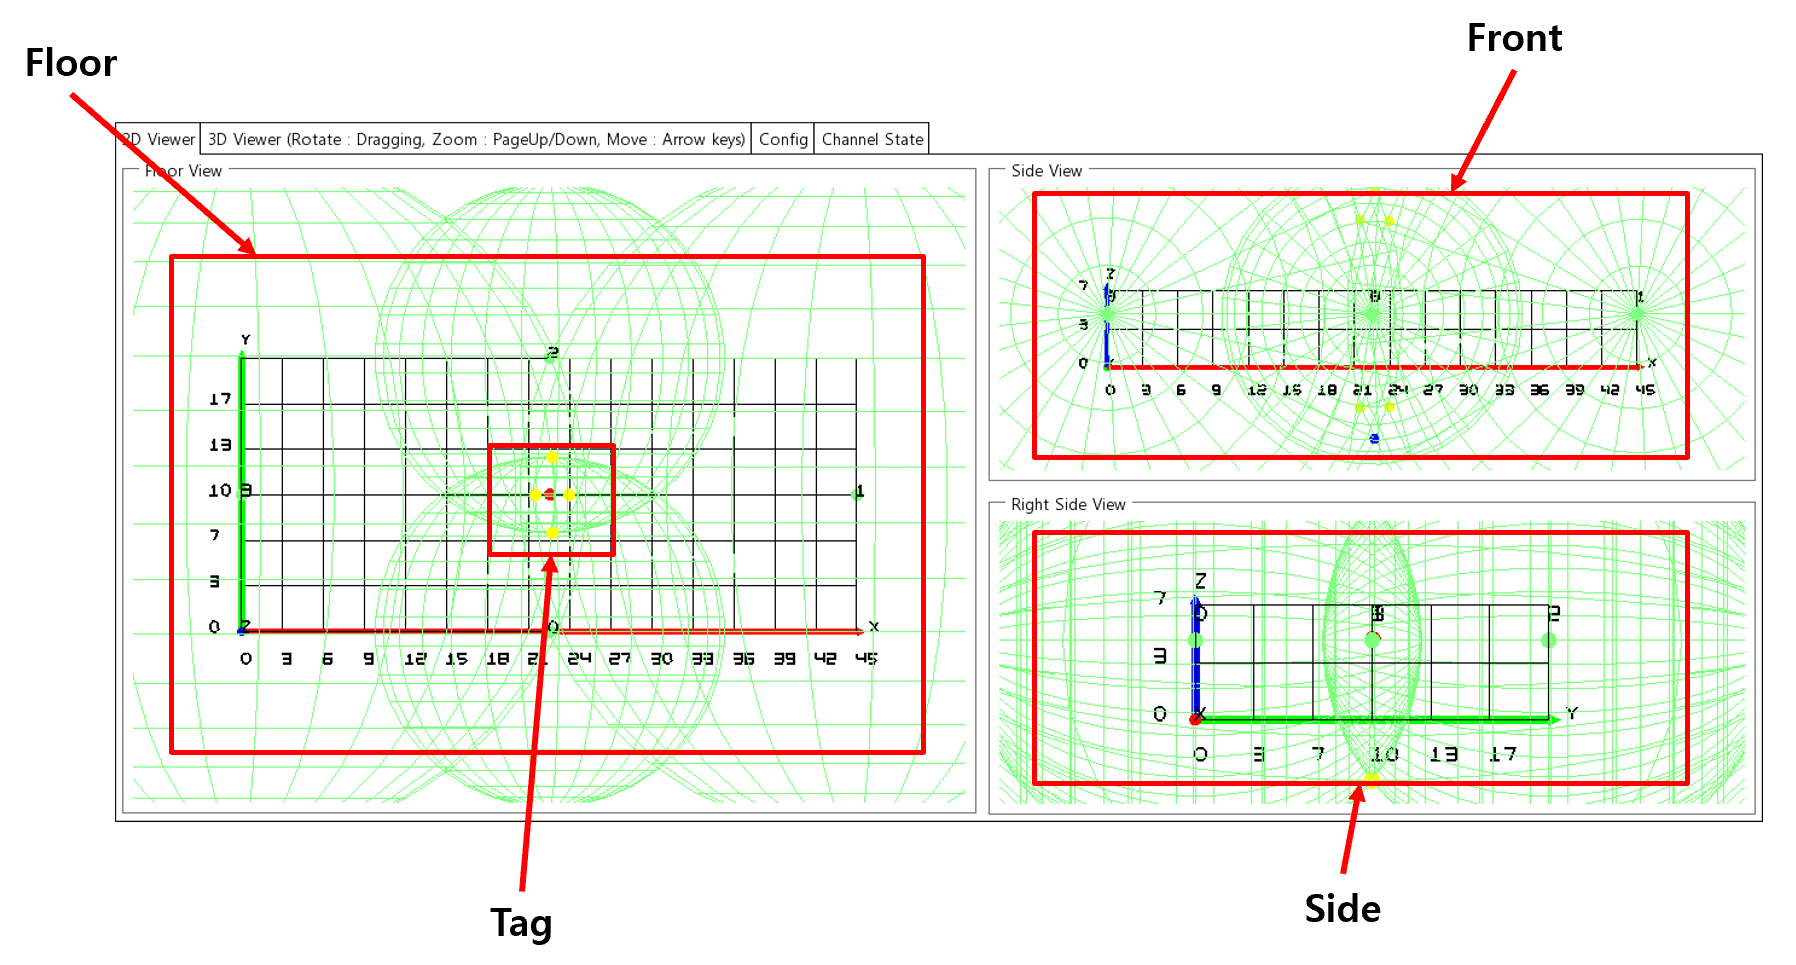 Front
Floor
2D Viewer 3D Viewer (Rotate : Dragging, Zoom : PageUp/Down, Move : Arrow keys) Config Channel State
Floor View
Y
2
17
13
10 3 1
7
3
0 Z 0 X
0 3 6 9 12 15 18 21 24 27 30 33 36 39 42 45
Side View
Z
7 1
3
0 X
0 3 6 9 12 15 18 21 24 27 30 33 36 39 42 45
Right Side View
Z
7
0 2
3
0 X Y
0 3 7 10 13 17
Tag
Side